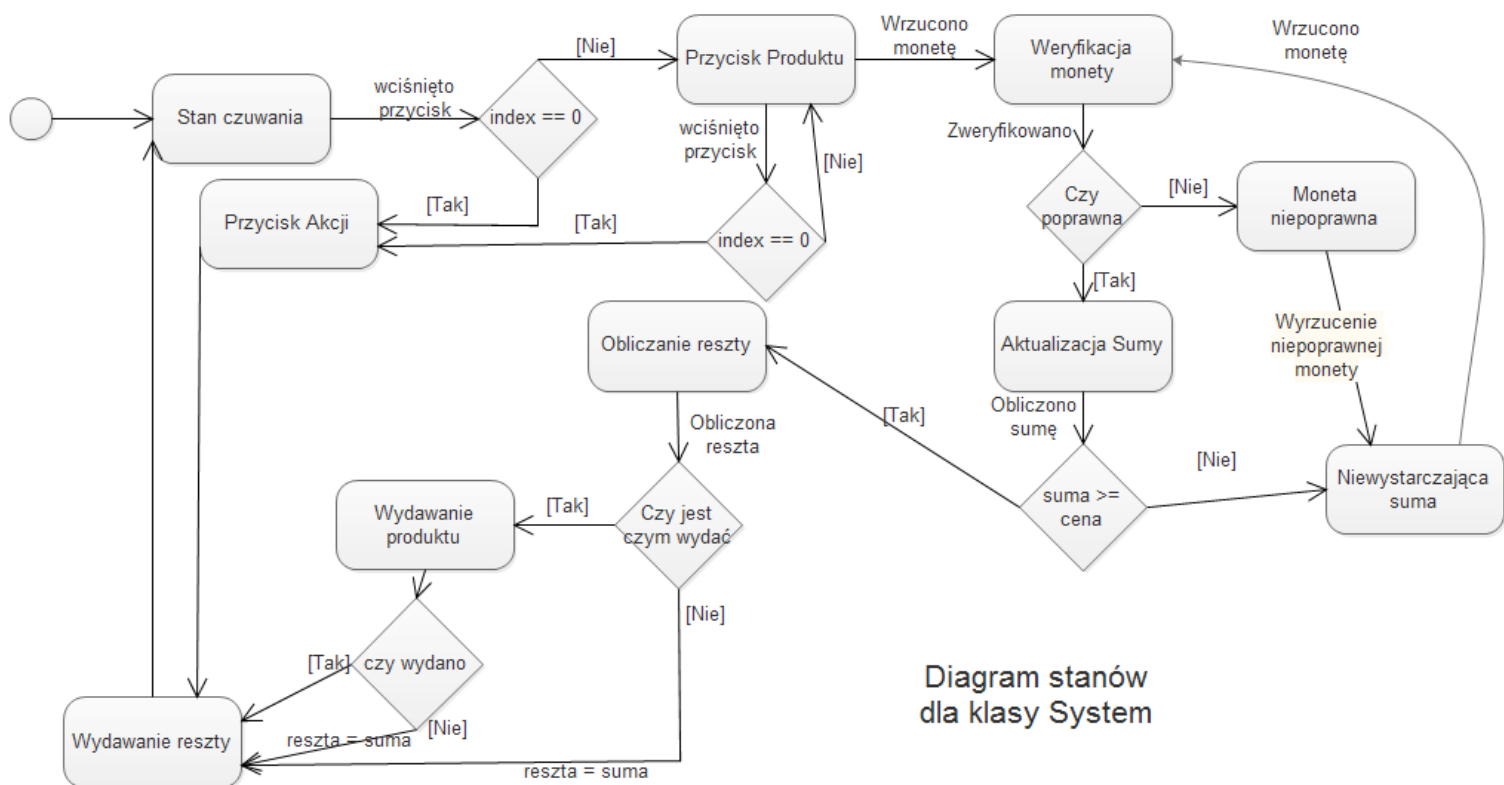 Wrzucono
monetę
Wrzucono
monetę
[Nie]
Przycisk Produktu
Weryfikacja
monety
wciśnięto
przycisk
Stan czuwania
index == 0
wciśnięto
przycisk
[Nie]
Zweryfikowano
Czy
poprawna
[Nie]
Moneta
niepoprawna
[Tak]
Przycisk Akcji
[Tak]
index == 0
[Tak]
Obliczanie reszty
Aktualizacja Sumy
Wyrzucenie
niepoprawnej
monety
Obliczono
sumę
[Tak]
Obliczona
reszta
[Nie]
Niewystarczająca
suma
suma >=
cena
Wydawanie
produktu
[Tak]
Czy jest
czym wydać
[Nie]
[Tak]
czy wydano
[Nie]
Wydawanie reszty
reszta = suma
reszta = suma
Diagram stanów
dla klasy System